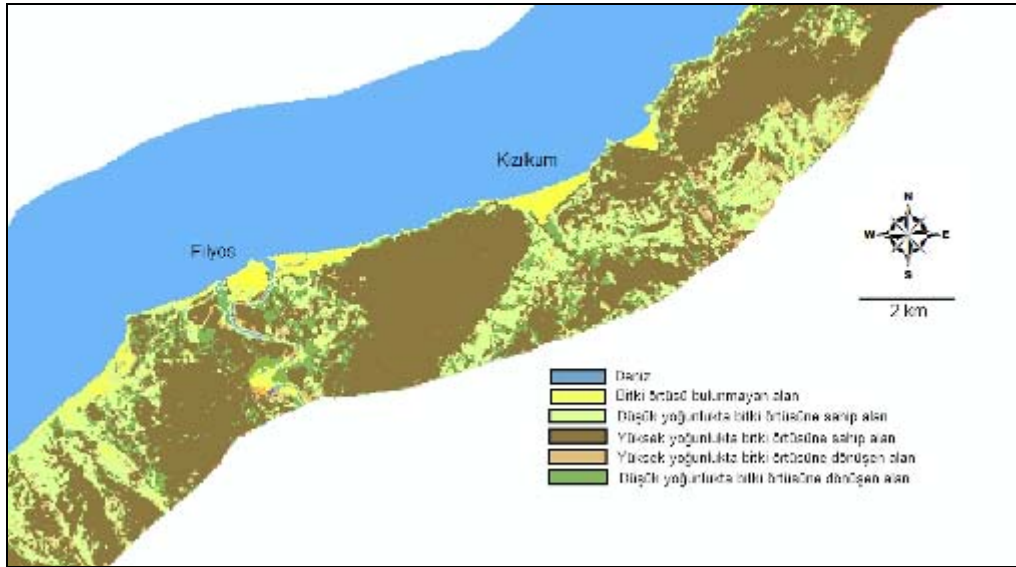 Kızılkum
Filyos
N
W E
S
2 km
Deniz
Bitki örtüsü bulunmayan alan
Düşük yoğunlukta bitki örtüsüne sahip alan
Yüksek yoğunlukta bitki örtüsüne sahip alan
Yüksek yoğunlukta bitki örtüsüne dönüşen alan
Düşük yoğunlukta bitki örtüsüne dönüşen alan